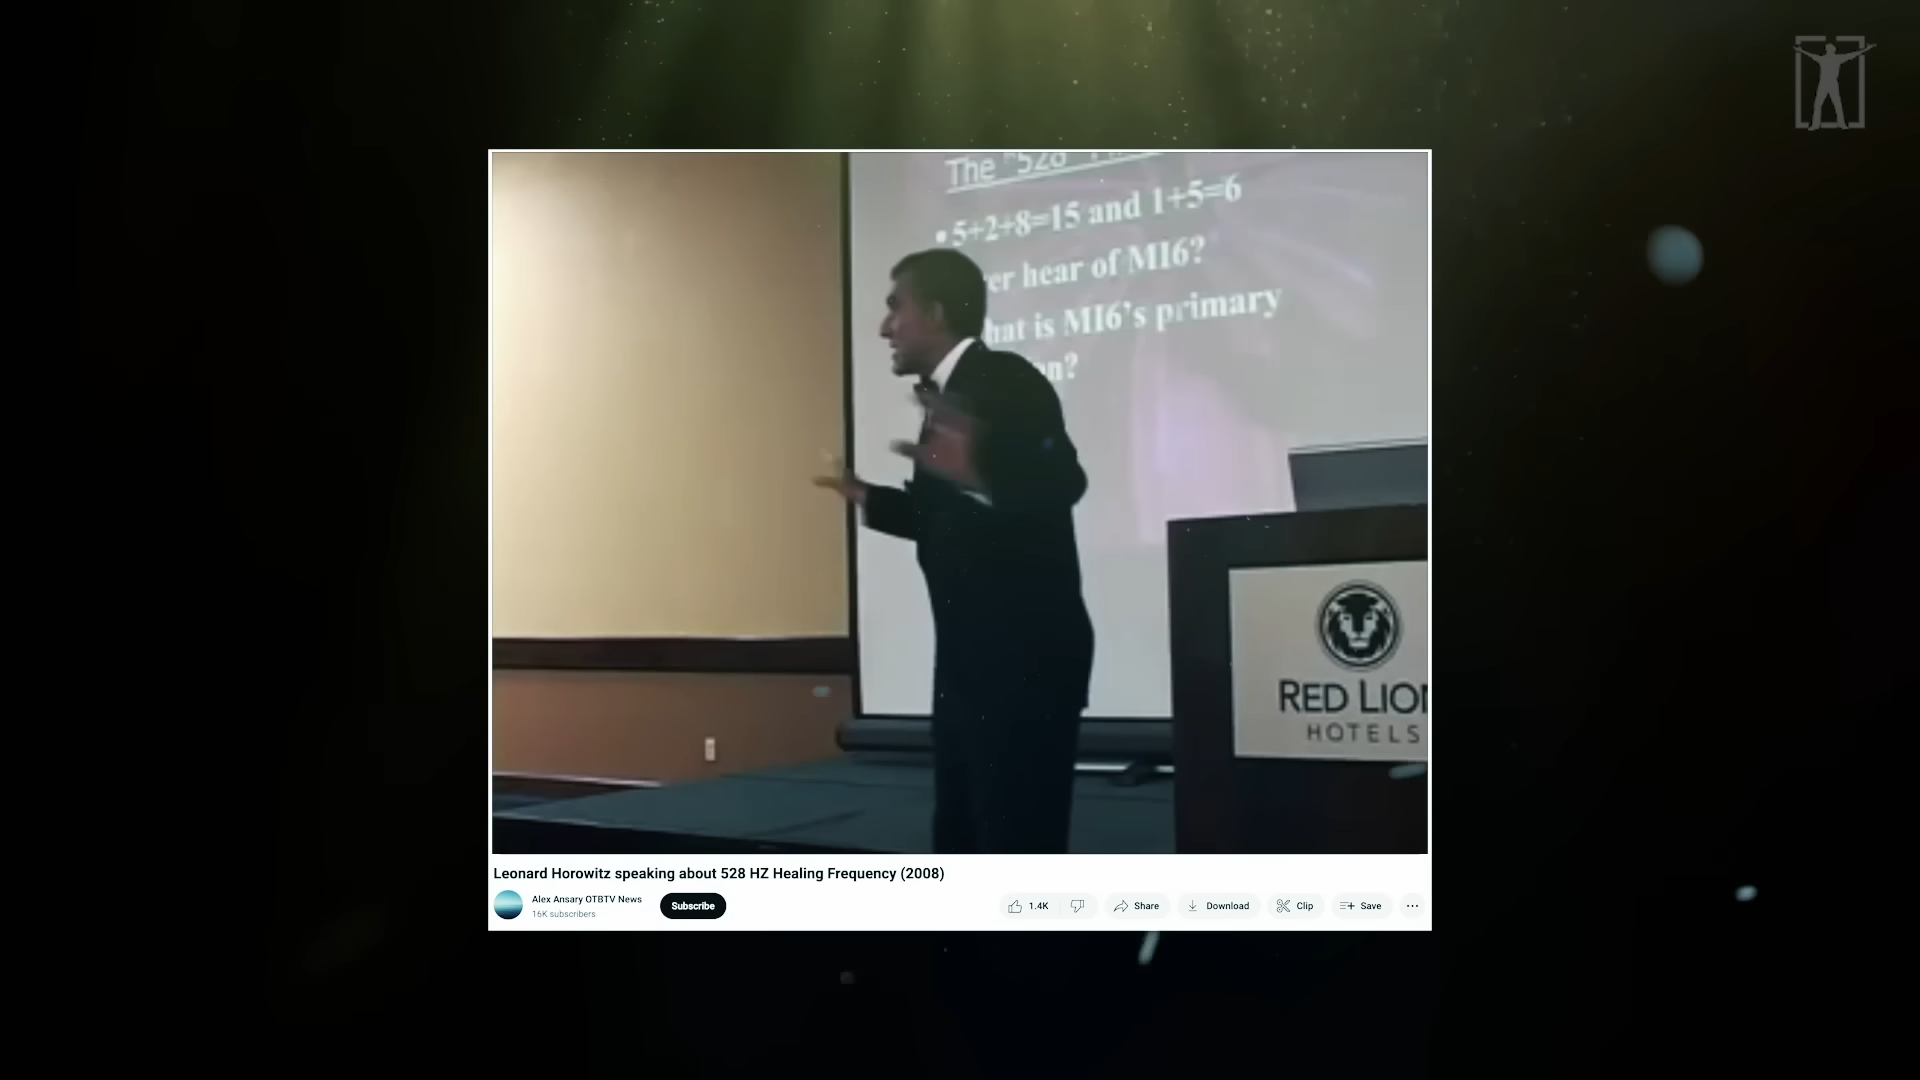 The "528"
• 5+2+8=15 and 1+5=6
er hear of MI6?
hat is MI6's primary
on?
RED LION
HOTELS
Leonard Horowitz speaking about 528 HZ Healing Frequency (2008)
Alex Ansary OTBTV News
16K subscribers
Subscribe
1.4K
Share
Download
Clip
Save